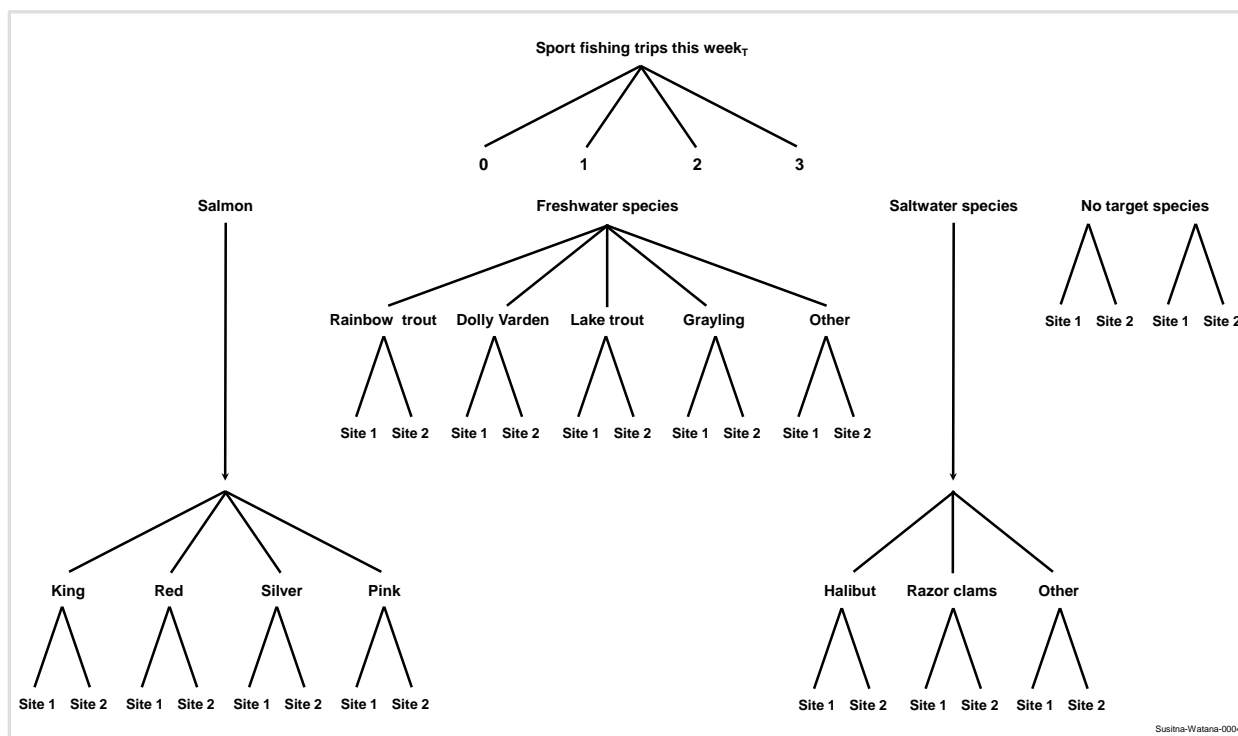 Sport fishing trips this weekT
0 1 2 3
Salmon Freshwater species Saltwater species No target species
Rainbow trout Dolly Varden Lake trout Grayling Other
Site 1 Site 2 Site 1 Site 2
Site 1 Site 2 Site 1 Site 2 Site 1 Site 2 Site 1 Site 2 Site 1 Site 2
King Red Silver Pink Halibut Razor clams Other
Site 1 Site 2 Site 1 Site 2 Site 1 Site 2 Site 1 Site 2 Site 1 Site 2 Site 1 Site 2 Site 1 Site 2
Susitna-Watana-0004